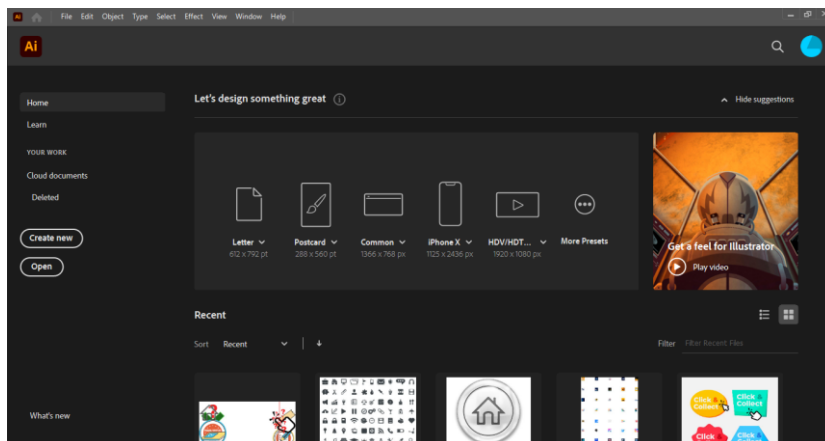 Ai File Edit Object Type Select Effect View Window Help
Ai
Home
Learn
YOUR WORK
Cloud documents
Deleted
Create new
Open
What's new
Let's design something great
Hide suggestions
Letter
612 x 792 pt
Postcard
288 x 560 pt
Common
1366 x 768 px
iPhone X
1125 x 2436 px
HDV/HDT...
1920 x 1080 px
More Presets
Get a feel for Illustrator
Play video
Recent
Sort Recent
Filter Filter Recent Files
Click &
Collect
Click &
Collect
Click &
Click &